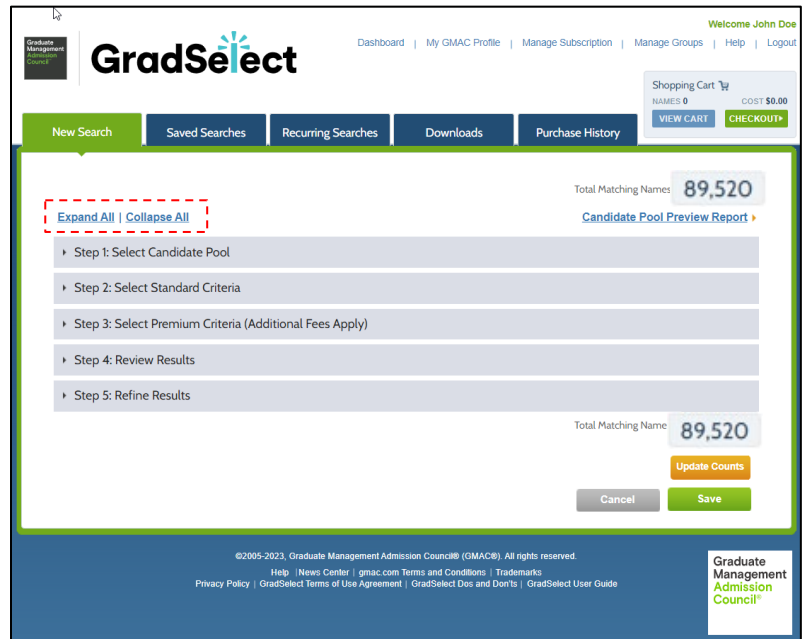 Welcome John Doe
Graduate
Management
Admission
Council®
GradSelect
Dashboard | My GMAC Profile | Manage Subscription | Manage Groups | Help | Logout
Shopping Cart
NAMES 0 COST $0.00
VIEW CART CHECKOUT
New Search Saved Searches Recurring Searches Downloads Purchase History
Total Matching Names 89,520
Expand All | Collapse All Candidate Pool Preview Report
Step 1: Select Candidate Pool
Step 2: Select Standard Criteria
Step 3: Select Premium Criteria (Additional Fees Apply)
Step 4: Review Results
Step 5: Refine Results
Total Matching Name 89,520
Update Counts
Cancel Save
©2005-2023, Graduate Management Admission Council® (GMAC®). All rights reserved.
Help | News Center | gmac.com Terms and Conditions | Trademarks
Privacy Policy | GradSelect Terms of Use Agreement | GradSelect Dos and Don'ts | GradSelect User Guide
Graduate
Management
Admission
Council®